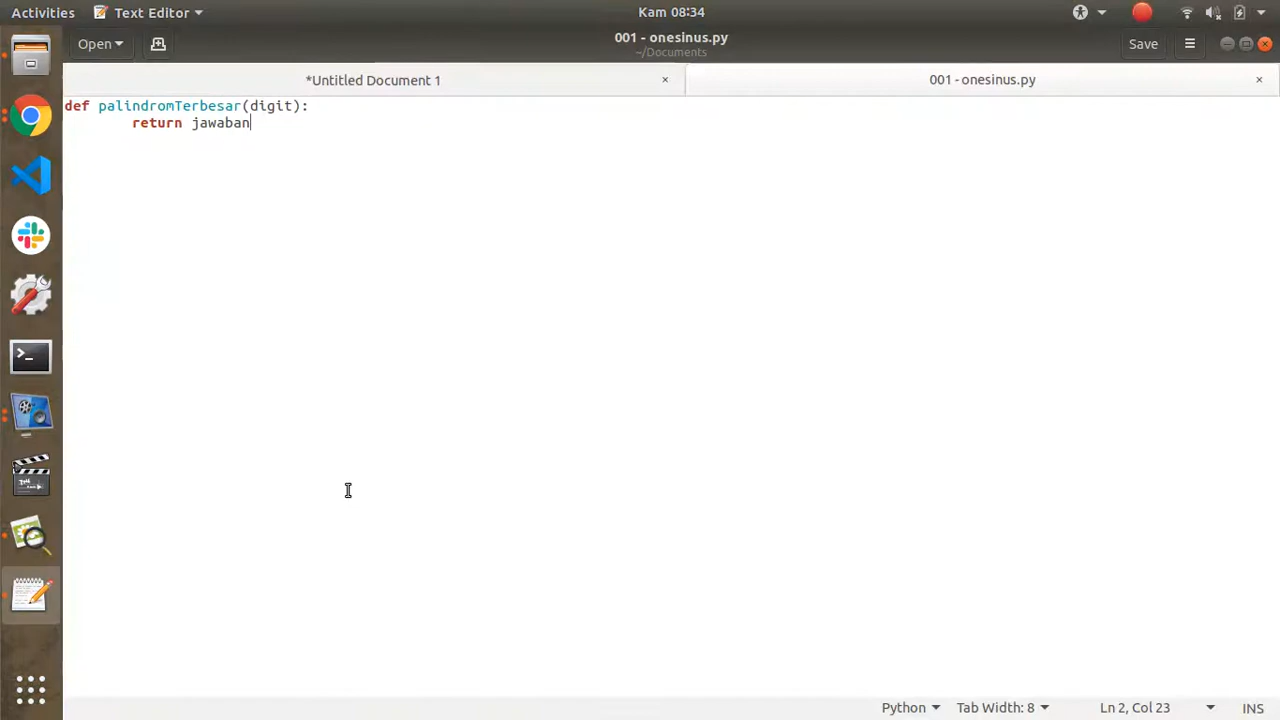 Activities Text Editor Kam 08:34
Open 001 - onesinus.py Save
~/Documents
*Untitled Document 1 × 001 - onesinus.py ×
def palindromTerbesar(digit):
return jawaban
Python Tab Width: 8 Ln 2, Col 23 INS